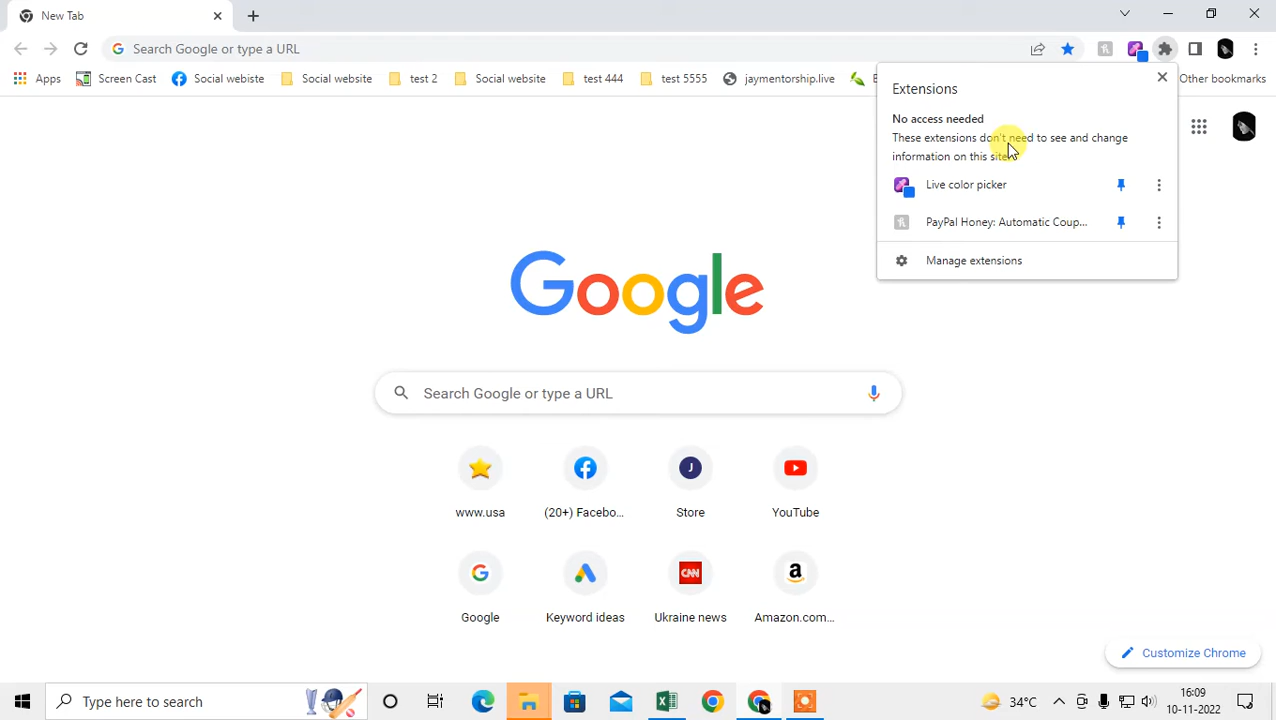 New Tab
Search Google or type a URL
Apps Screen Cast Social webiste Social website test 2 Social website test 444 test 5555 jaymentorship.live Other bookmarks
Extensions
No access needed
These extensions don't need to see and change
information on this site
Live color picker
PayPal Honey: Automatic Coup...
Manage extensions
Google
Search Google or type a URL
www.usa (20+) Facebo... Store YouTube
Google Keyword ideas Ukraine news Amazon.com...
Customize Chrome
Type here to search
34°C
16:09
10-11-2022